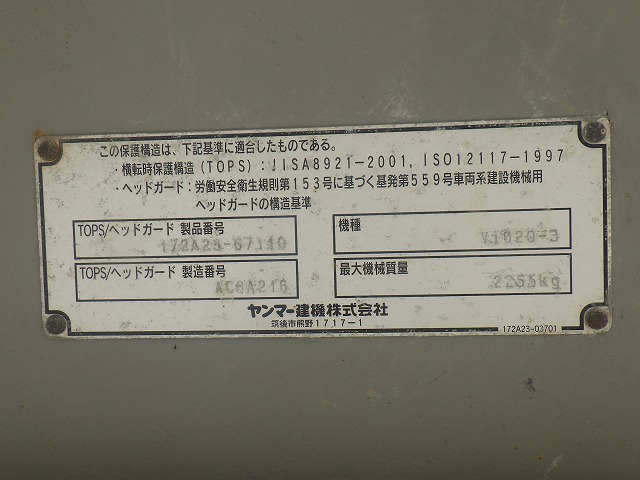 この保護構造は、下記基準に適合したものである。
・横転時保護構造(TOPS):JISA8921-2001, ISO12117-1997
・ヘッドガード:労働安全衛生規則第153号に基づく基発第559号車両系建設機械用
ヘッドガードの構造基準
TOPS/ヘッドガード 製品番号
172A23-67140
機種
TOPS/ヘッドガード 製造番号
最大機械質量
2255kg
ヤンマー建機株式会社
筑後市熊野1717-1
172A23-03701